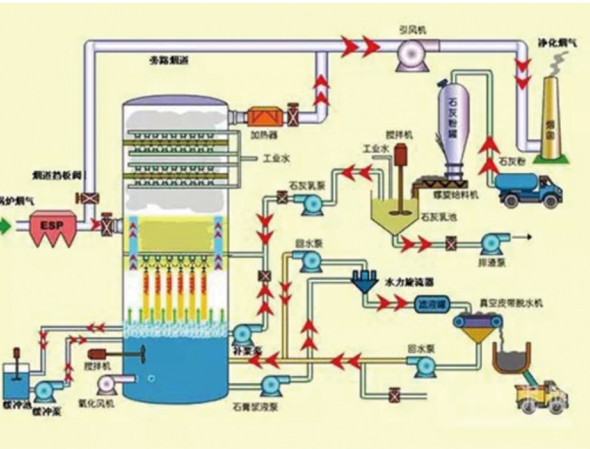 引风机
净化烟气
旁路烟道
石灰粉罐
烟囱
加热器
搅拌机
工业水
工业水
石灰粉
烟道挡板阀
石灰乳泵
螺旋给料机
锅炉烟气
石灰乳池
ESP
回水泵
排渣泵
水力旋流器
滤液罐
真空皮带脱水机
补浆泵
搅拌机
回水泵
缓冲池
缓冲泵
氧化风机
石膏浆液泵